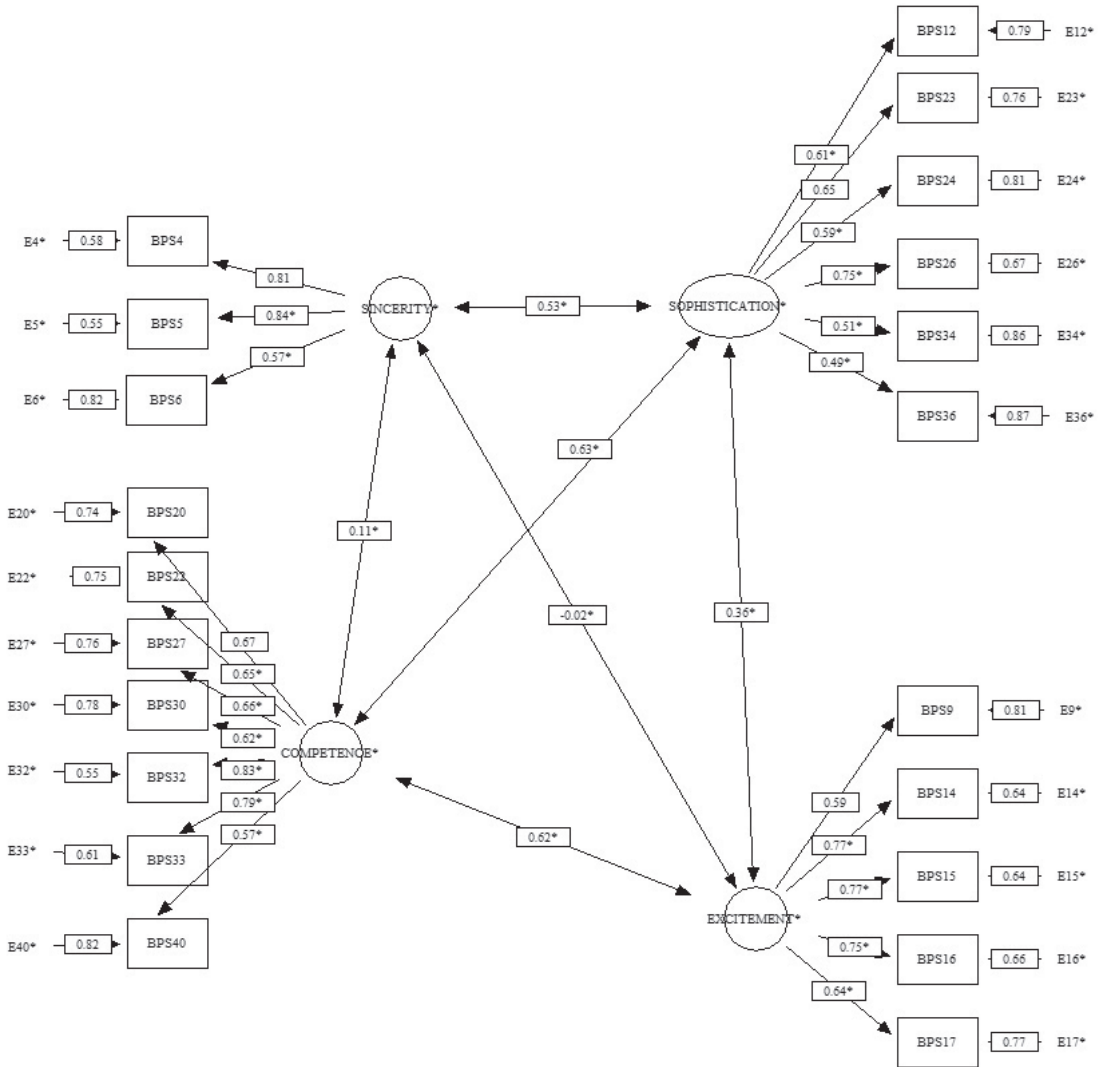 BPS12
0.79
E12*
BPS23
0.76
E23*
0.61*
0.65
BPS24
0.81
E24*
0.59*
E4*
0.58
BPS4
0.81
0.75*
BPS26
0.67
E26*
SINCERITY*
0.53*
SOPHISTICATION*
E5*
0.55
BPS5
0.84*
0.51*
BPS34
0.86
E34*
0.57*
0.49*
E6*
0.82
BPS6
BPS36
0.87
E36*
0.63*
E20*
0.74
BPS20
0.11*
E22*
0.75
BPS22
-0.02*
0.36*
E27*
0.76
BPS27
0.67
0.65*
E30*
0.78
BPS30
0.66*
0.62*
BPS9
0.81
E9*
COMPETENCE*
E32*
0.55
BPS32
0.83*
0.79*
0.59
BPS14
0.64
E14*
0.57*
0.62*
0.77*
E33*
0.61
BPS33
0.77*
BPS15
0.64
E15*
EXCITEMENT*
E40*
0.82
BPS40
0.75*
BPS16
0.66
E16*
0.64*
BPS17
0.77
E17*